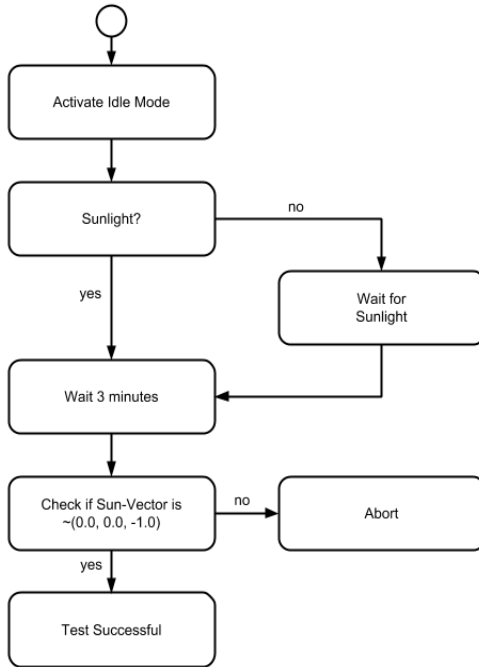 Activate Idle Mode
Sunlight?
no
yes
Wait for
Sunlight
Wait 3 minutes
Check if Sun-Vector is
~(0.0, 0.0, -1.0)
no
Abort
yes
Test Successful